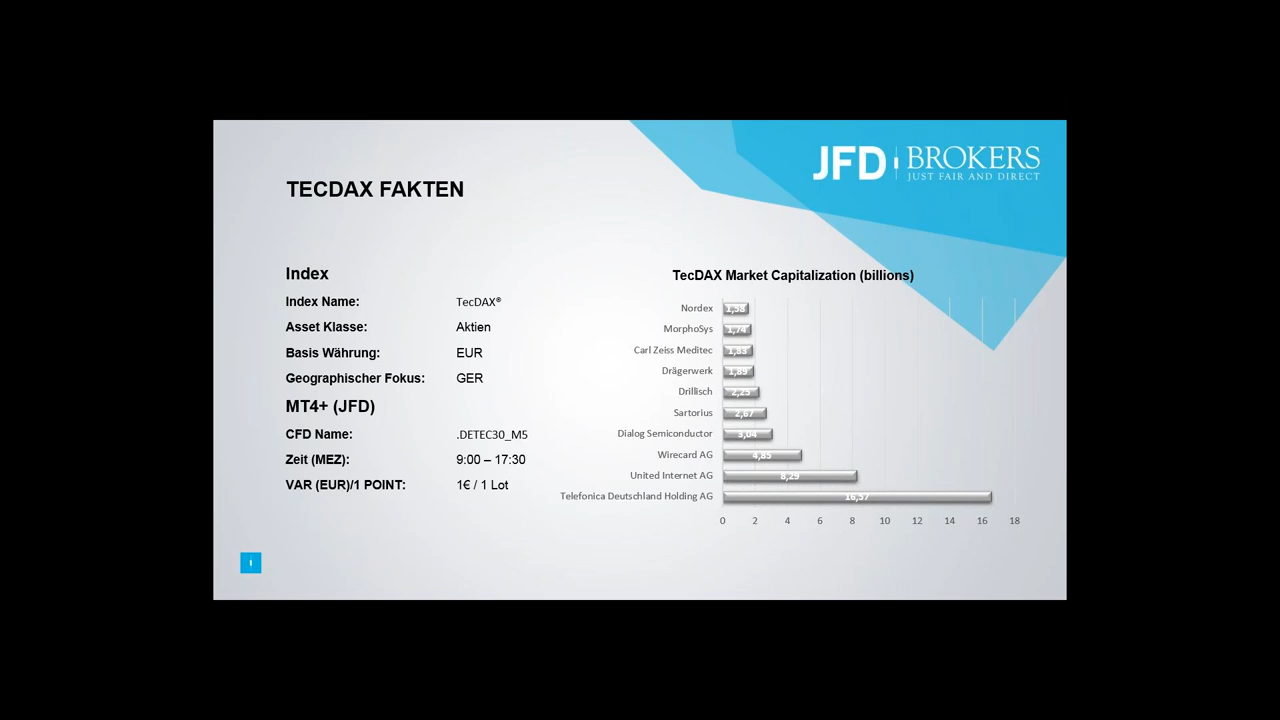 JFD BROKERS
JUST FAIR AND DIRECT
TECDAX FAKTEN
Index
Index Name: TecDAX®
Asset Klasse: Aktien
Basis Währung: EUR
Geographischer Fokus: GER
MT4+ (JFD)
CFD Name: .DETEC30_M5
Zeit (MEZ): 9:00 – 17:30
VAR (EUR)/1 POINT: 1€ / 1 Lot
TecDAX Market Capitalization (billions)
Nordex 1,58
MorphoSys 1,74
Carl Zeiss Meditec 1,83
Drägerwerk 1,89
Drillisch 2,25
Sartorius 2,67
Dialog Semiconductor 3,04
Wirecard AG 4,85
United Internet AG 8,29
Telefonica Deutschland Holding AG 16,57
0 2 4 6 8 10 12 14 16 18